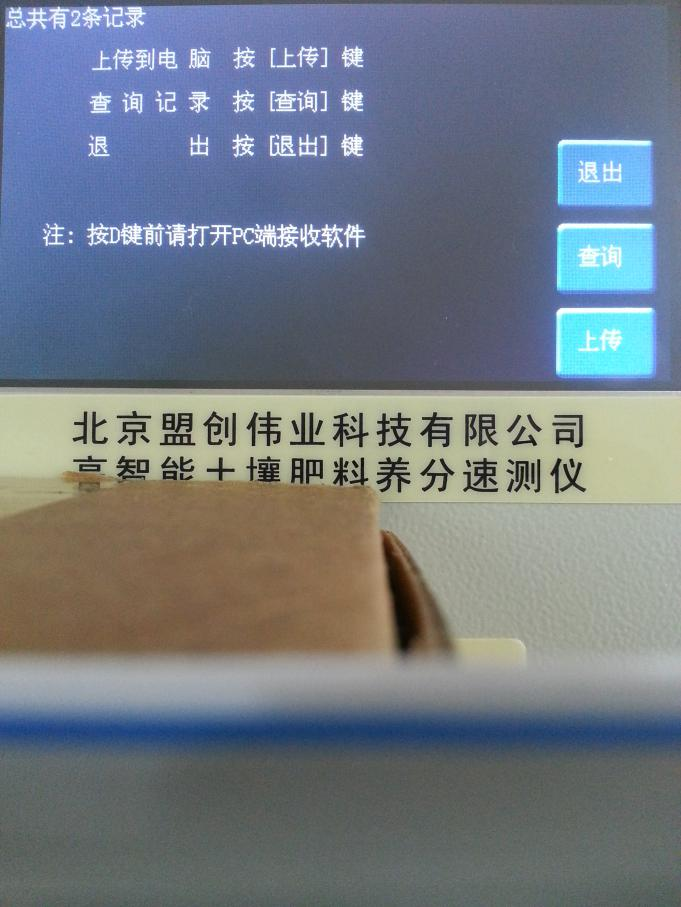 总共有2条记录
上传到电 脑 按 [上传] 键
查 询 记 录 按 [查询] 键
退 出 按 [退出] 键
退出
注: 按D键前请打开PC端接收软件
查询
上传
北京盟创伟业科技有限公司
高智能土壤肥料养分速测仪